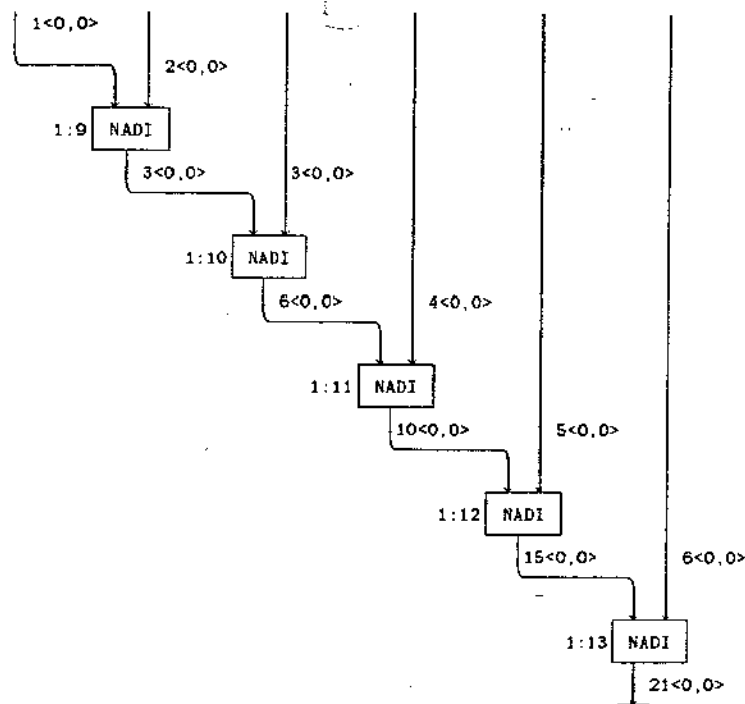 1<0,0>
2<0,0>
1:9 NADI
3<0,0> 3<0,0>
1:10 NADI
6<0,0> 4<0,0>
1:11 NADI
10<0,0> 5<0,0>
1:12 NADI
15<0,0> 6<0,0>
1:13 NADI
21<0,0>